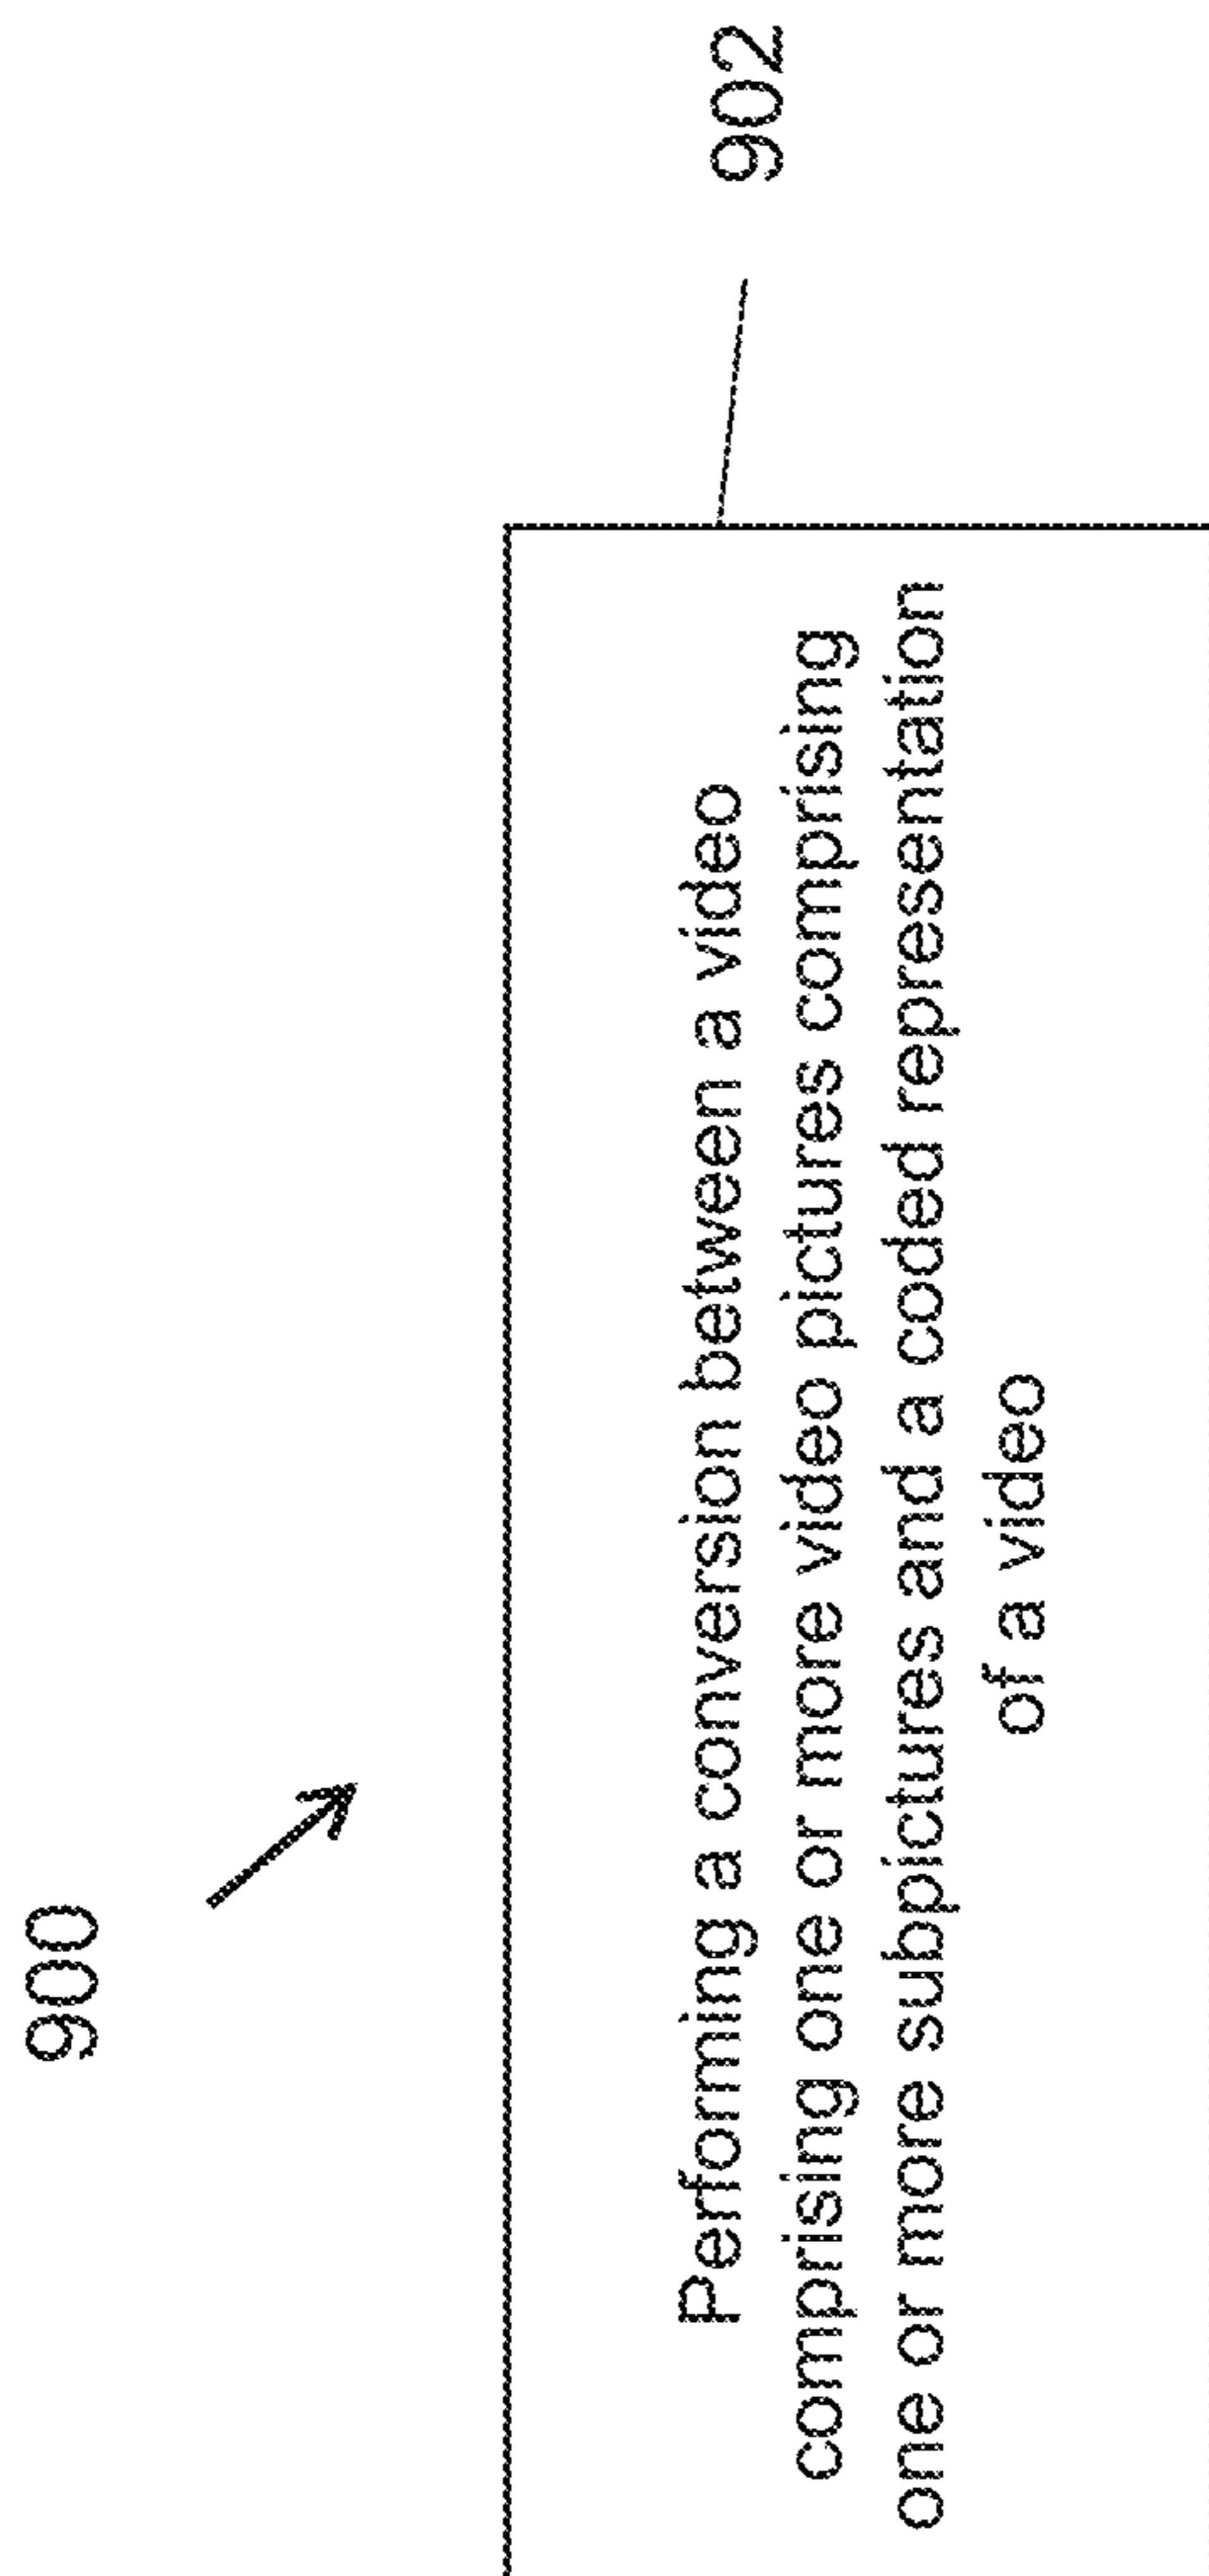 900
902
Performing a conversion between a video
comprising one or more video pictures comprising
one or more subpictures and a coded representation
of a video